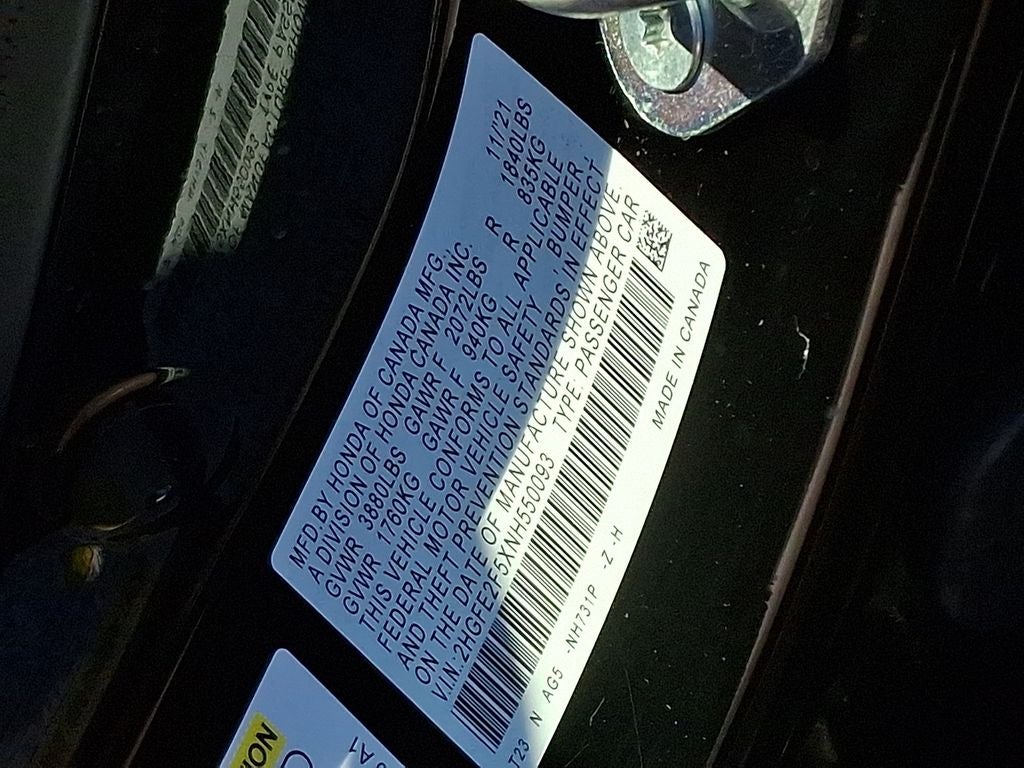 MFD.BY HONDA OF CANADA MFG. 11/'21
A DIVISION OF HONDA CANADA INC.
GVWR 3880LBS GAWR F 2072LBS R 1840LBS
GVWR 1760KG GAWR F 940KG R 835KG
THIS VEHICLE CONFORMS TO ALL APPLICABLE
FEDERAL MOTOR VEHICLE SAFETY, BUMPER,
AND THEFT PREVENTION STANDARDS IN EFFECT
ON THE DATE OF MANUFACTURE SHOWN ABOVE.
V.I.N.:2HGFE2F5XNH550093 TYPE: PASSENGER CAR
MADE IN CANADA
T23 N AG5 -NH731P -Z -H
ION
A1